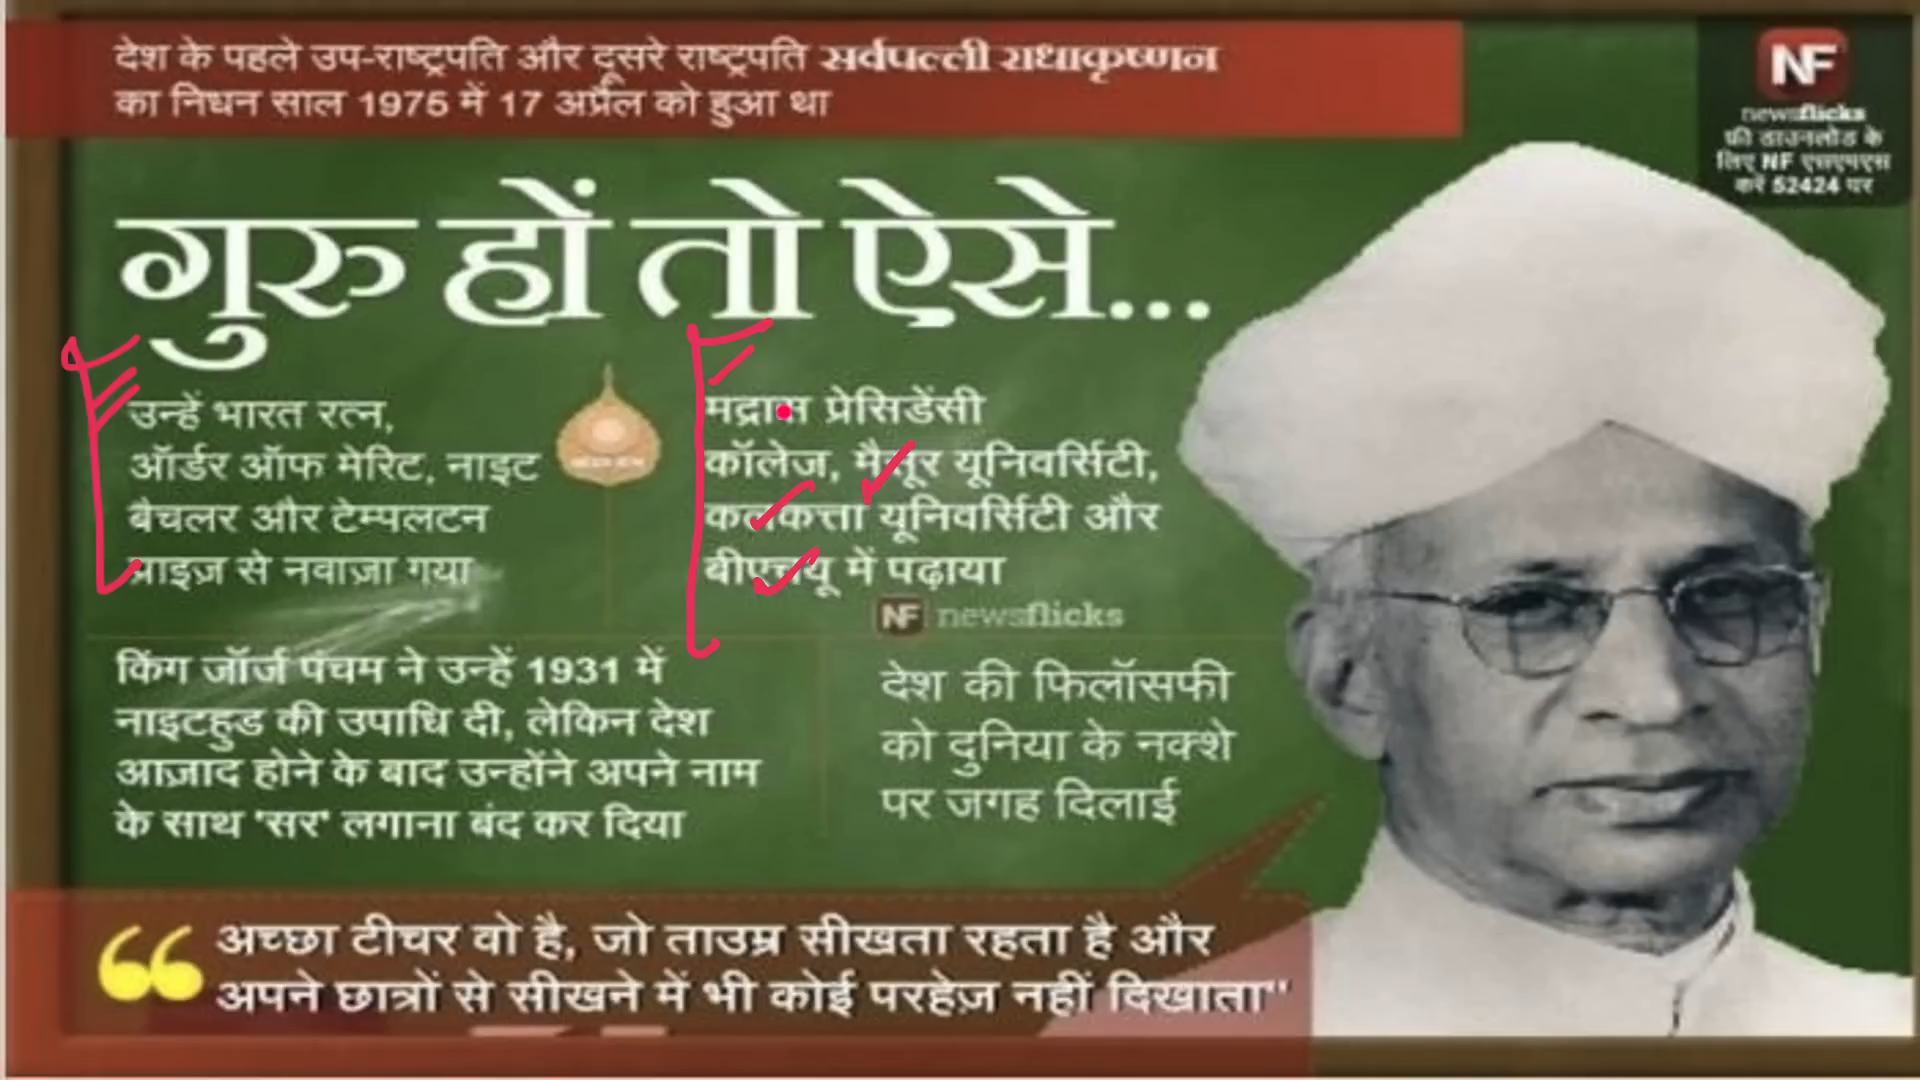 देश के पहले उप-राष्ट्रपति और दूसरे राष्ट्रपति सर्वपल्ली राधाकृष्णन
का निधन साल 1975 में 17 अप्रैल को हुआ था
NF
newsflicks
फ्री डाउनलोड के
लिए NF एसएमएस
करें 52424 पर
गुरु हों तो ऐसे...
उन्हें भारत रत्न,
ऑर्डर ऑफ मेरिट, नाइट
बैचलर और टेम्पलटन
प्राइज़ से नवाज़ा गया
मद्रास प्रेसिडेंसी
कॉलेज, मैसूर यूनिवर्सिटी,
कलकत्ता यूनिवर्सिटी और
बीएचयू में पढ़ाया
NF newsflicks
किंग जॉर्ज पंचम ने उन्हें 1931 में
नाइटहुड की उपाधि दी, लेकिन देश
आज़ाद होने के बाद उन्होंने अपने नाम
के साथ 'सर' लगाना बंद कर दिया
देश की फिलॉसफी
को दुनिया के नक्शे
पर जगह दिलाई
“अच्छा टीचर वो है, जो ताउम्र सीखता रहता है और
अपने छात्रों से सीखने में भी कोई परहेज़ नहीं दिखाता"